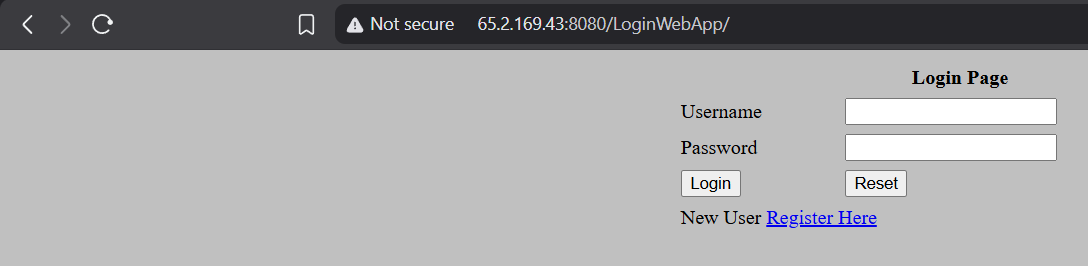 Not secure 65.2.169.43:8080/LoginWebApp/
Login Page
Username
Password
Login Reset
New User Register Here